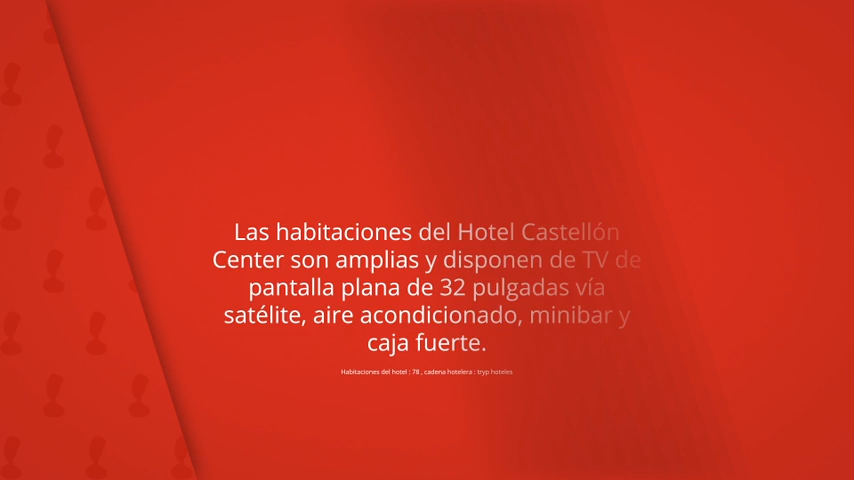 Las habitaciones del Hotel Castellón
Center son amplias y disponen de TV de
pantalla plana de 32 pulgadas vía
satélite, aire acondicionado, minibar y
caja fuerte.
Habitaciones del hotel : 78 , cadena hotelera : tryp hoteles